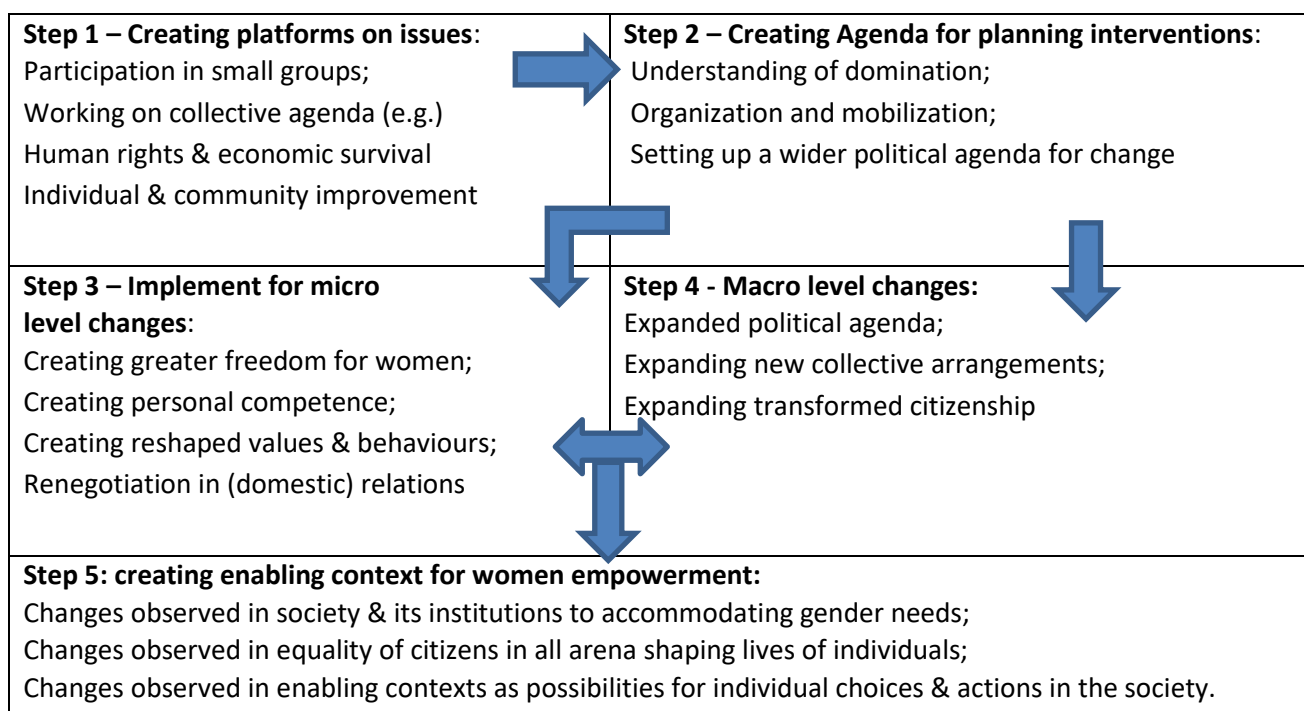 Step 1 – Creating platforms on issues:
Participation in small groups;
Working on collective agenda (e.g.)
Human rights & economic survival
Individual & community improvement
Step 2 – Creating Agenda for planning interventions:
Understanding of domination;
Organization and mobilization;
Setting up a wider political agenda for change
Step 3 – Implement for micro
level changes:
Creating greater freedom for women;
Creating personal competence;
Creating reshaped values & behaviours;
Renegotiation in (domestic) relations
Step 4 - Macro level changes:
Expanded political agenda;
Expanding new collective arrangements;
Expanding transformed citizenship
Step 5: creating enabling context for women empowerment:
Changes observed in society & its institutions to accommodating gender needs;
Changes observed in equality of citizens in all arena shaping lives of individuals;
Changes observed in enabling contexts as possibilities for individual choices & actions in the society.